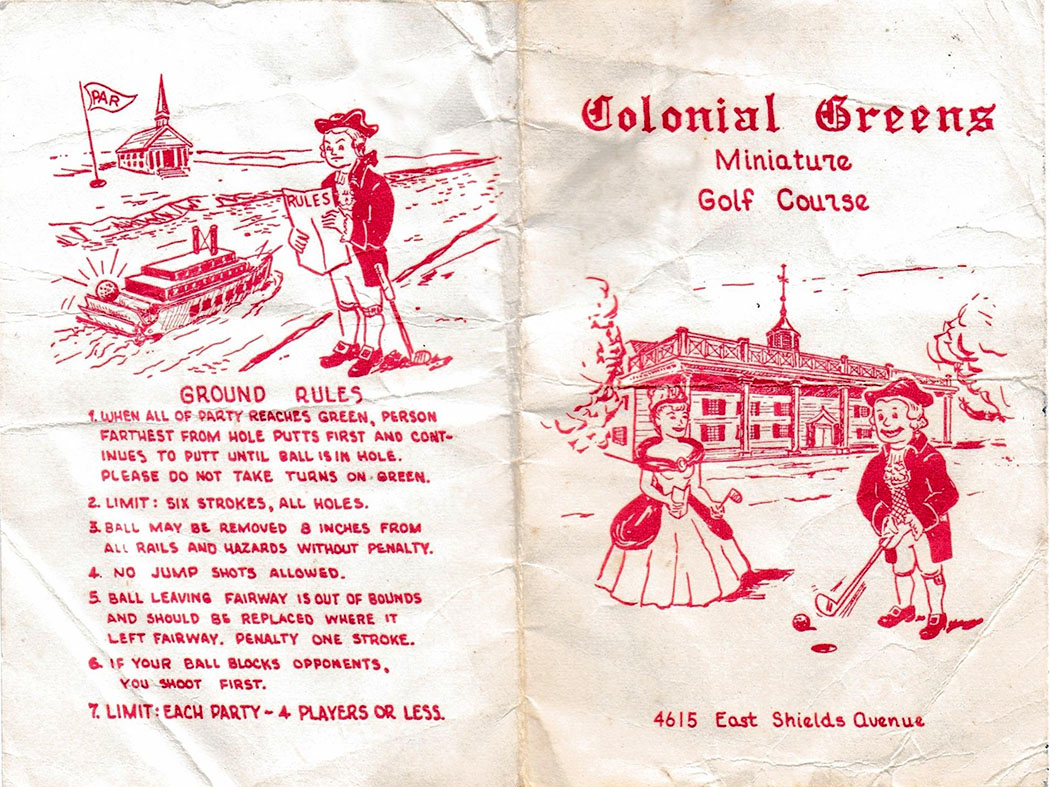 PAR
RULES
GROUND RULES
1. WHEN ALL OF PARTY REACHES GREEN, PERSON
FARTHEST FROM HOLE PUTTS FIRST AND CONT-
INUES TO PUTT UNTIL BALL IS IN HOLE.
PLEASE DO NOT TAKE TURNS ON GREEN.
2. LIMIT: SIX STROKES, ALL HOLES.
3. BALL MAY BE REMOVED 8 INCHES FROM
ALL RAILS AND HAZARDS WITHOUT PENALTY.
4. NO JUMP SHOTS ALLOWED.
5. BALL LEAVING FAIRWAY IS OUT OF BOUNDS
AND SHOULD BE REPLACED WHERE IT
LEFT FAIRWAY. PENALTY ONE STROKE.
6. IF YOUR BALL BLOCKS OPPONENTS,
YOU SHOOT FIRST.
7. LIMIT: EACH PARTY - 4 PLAYERS OR LESS.
Colonial Greens
Miniature
Golf Course
4615 East Shields Avenue